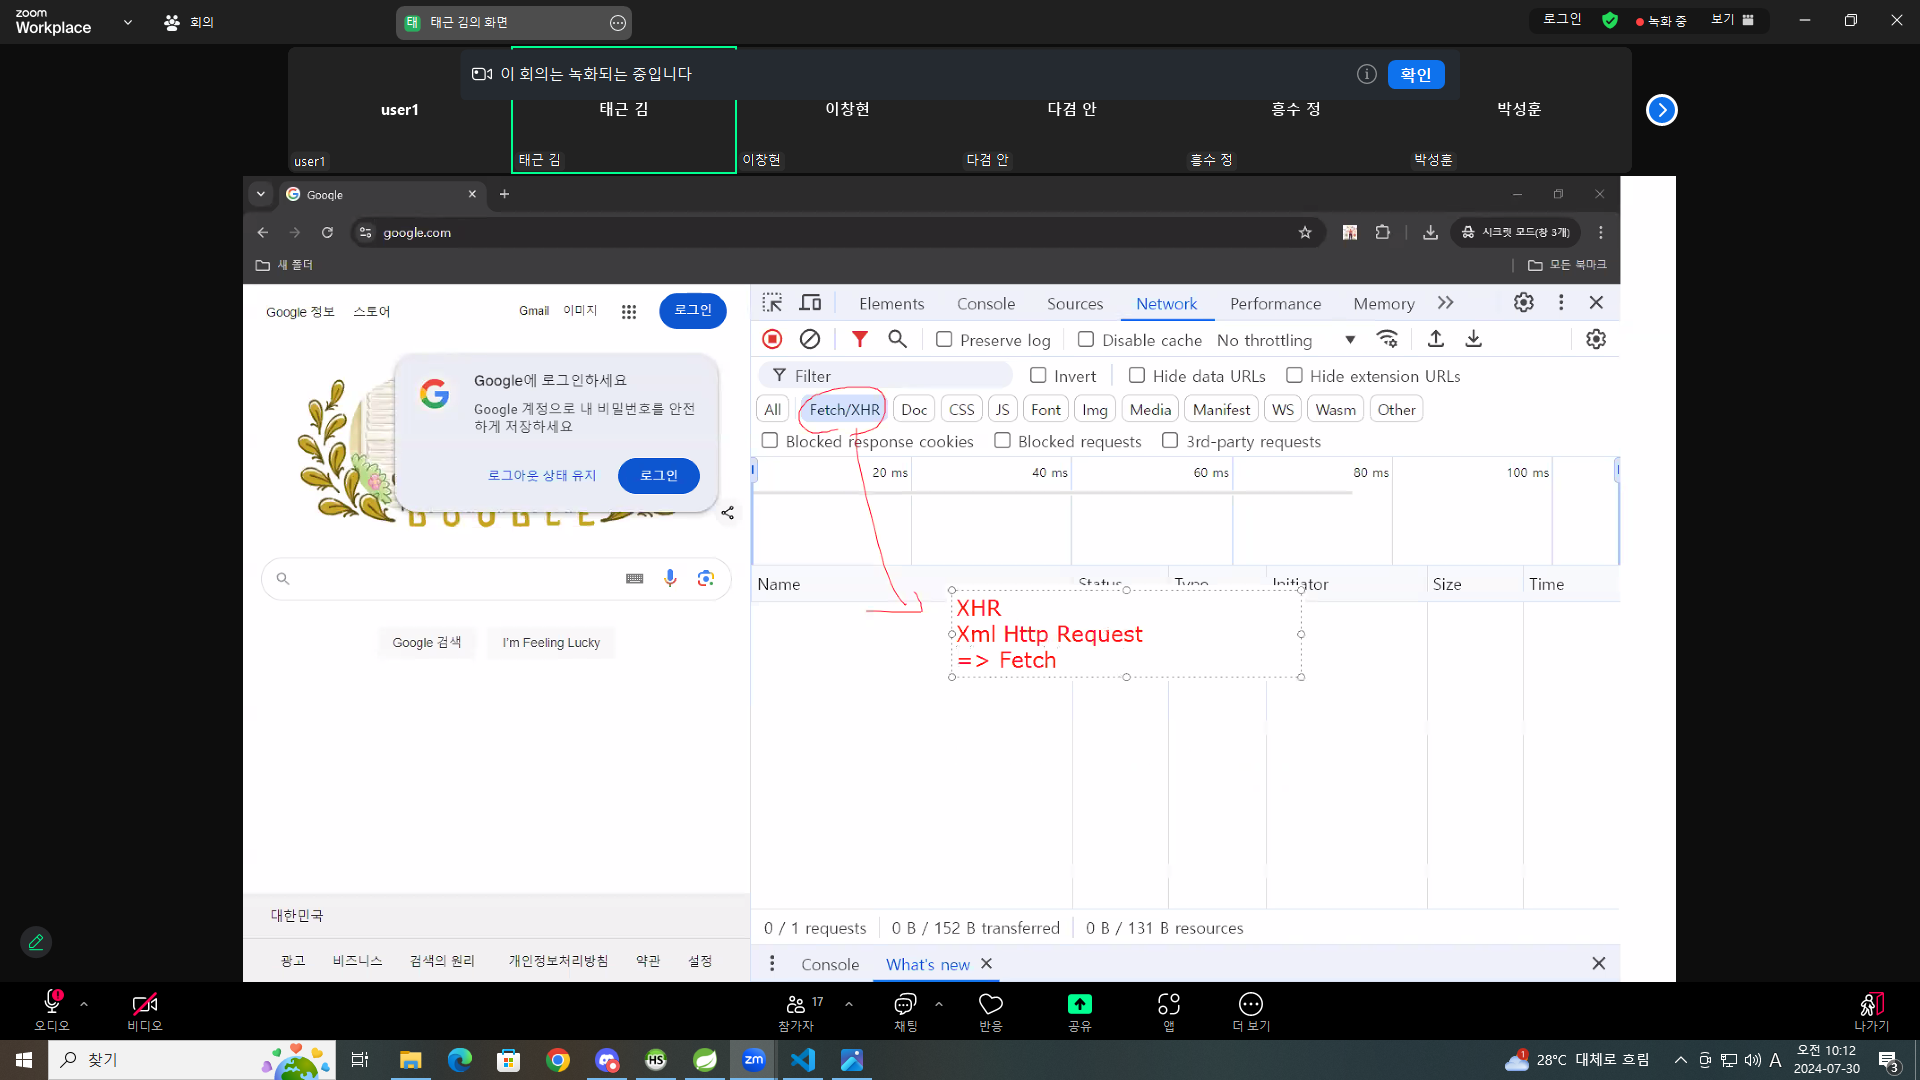 zoom
Workplace
회의
태 태근 김의 화면
로그인
녹화 중
보기
이 회의는 녹화되는 중입니다
확인
user1
태근 김
이창현
다겸 안
흥수 정
박성훈
user1
태근 김
이창현
다겸 안
흥수 정
박성훈
Google
google.com
시크릿 모드(창 3개)
새 폴더
모든 북마크
Google 정보
스토어
Gmail
이미지
로그인
Google에 로그인하세요
Google 계정으로 내 비밀번호를 안전
하게 저장하세요
로그아웃 상태 유지
로그인
Google 검색
I'm Feeling Lucky
대한민국
광고
비즈니스
검색의 원리
개인정보처리방침
약관
설정
Elements
Console
Sources
Network
Performance
Memory
Preserve log
Disable cache
No throttling
Filter
Invert
Hide data URLs
Hide extension URLs
All
Fetch/XHR
Doc
CSS
JS
Font
Img
Media
Manifest
WS
Wasm
Other
Blocked response cookies
Blocked requests
3rd-party requests
20 ms
40 ms
60 ms
80 ms
100 ms
Name
Status
Type
Initiator
Size
Time
XHR
Xml Http Request
=> Fetch
0 / 1 requests
0 B / 152 B transferred
0 B / 131 B resources
Console
What's new
오디오
비디오
17
참가자
채팅
반응
공유
앱
더 보기
나가기
찾기
HS
zm
1
28°C 대체로 흐림
A
오전 10:12
2024-07-30
3